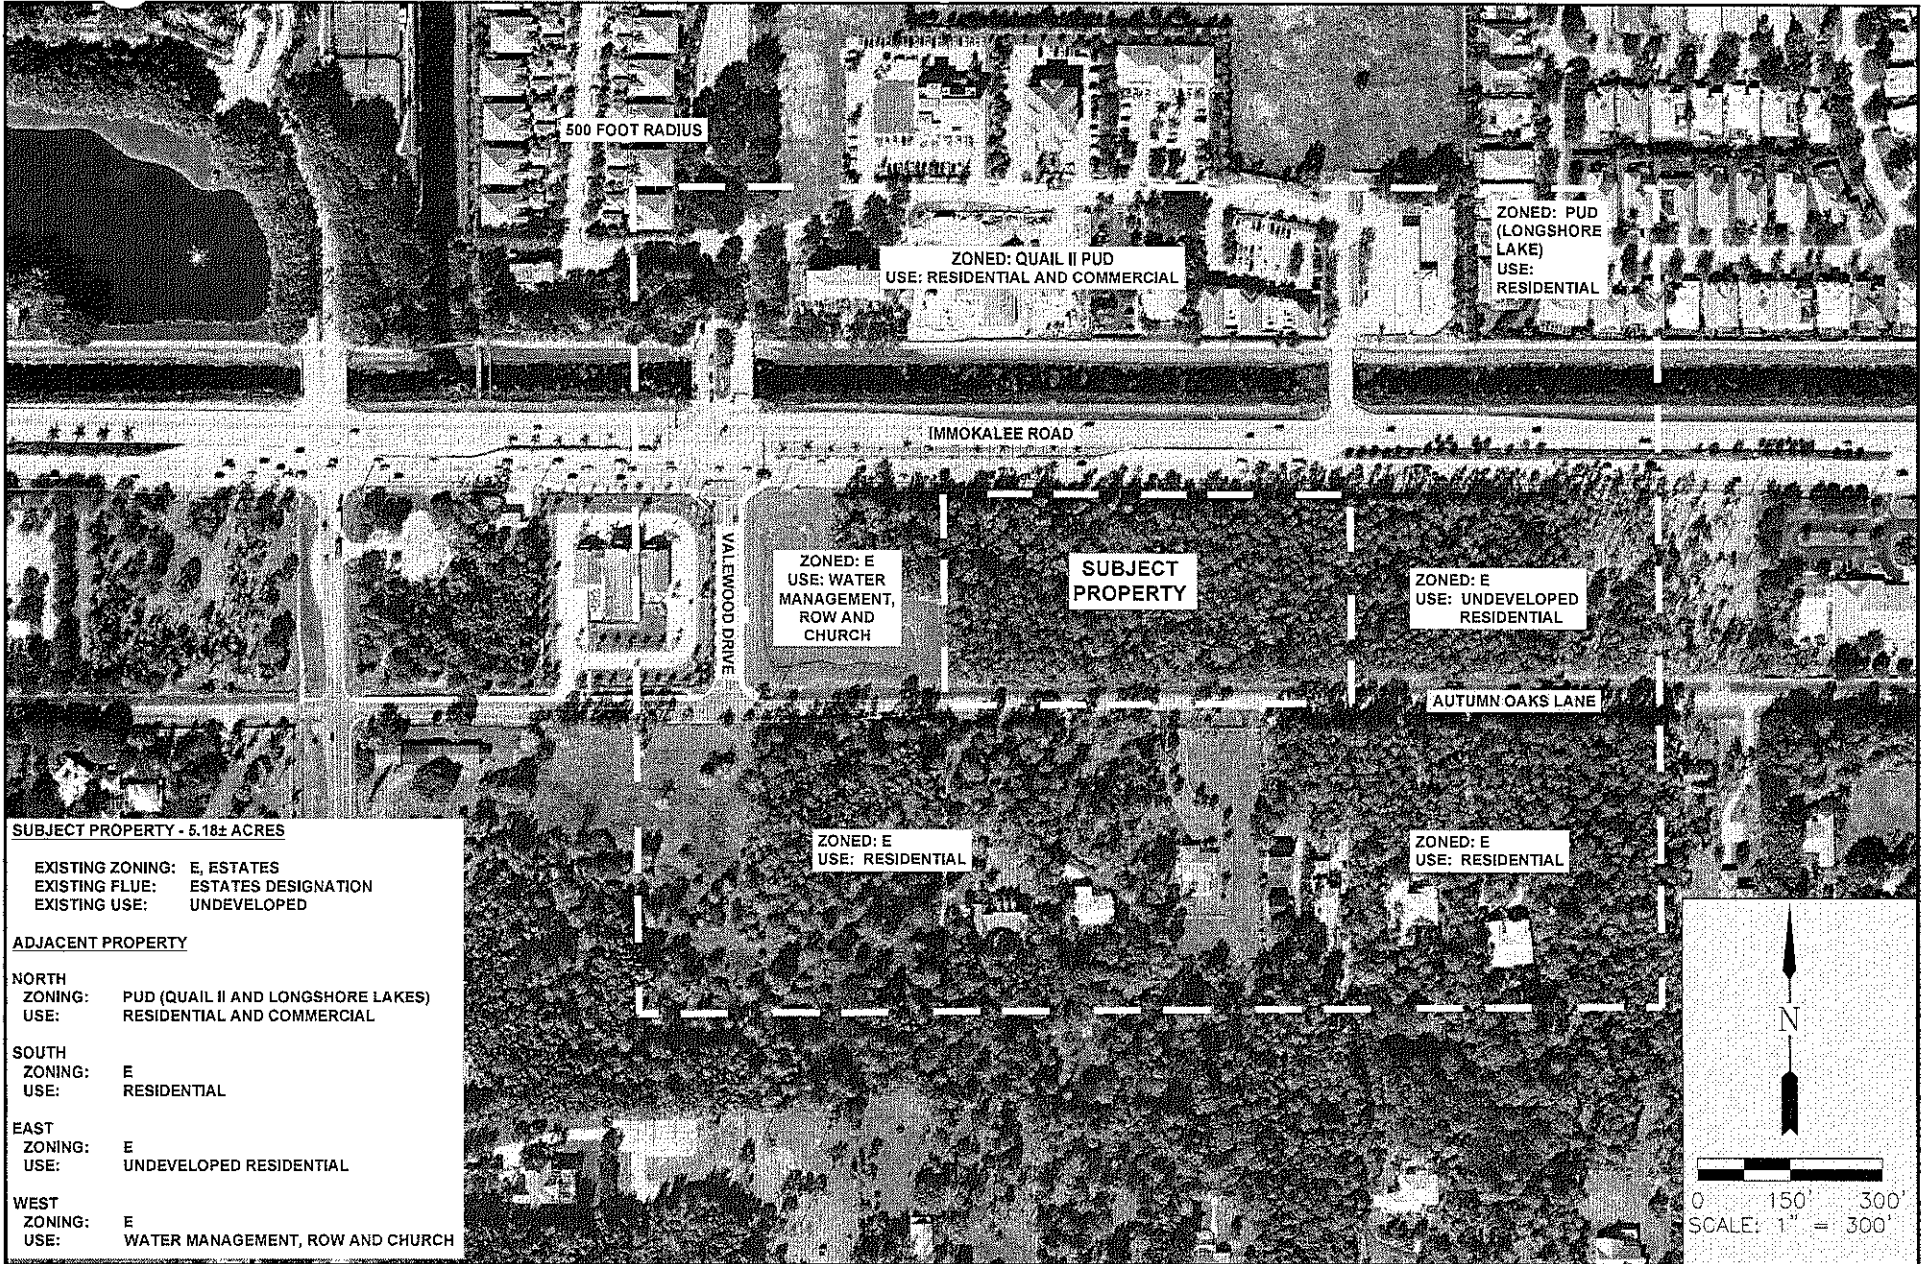 500 FOOT RADIUS
ZONED: PUD
(LONGSHORE
LAKE)
USE:
RESIDENTIAL
ZONED: QUAIL II PUD
USE: RESIDENTIAL AND COMMERCIAL
IMMOKALEE ROAD
VALEWOOD DRIVE
ZONED: E
USE: WATER
MANAGEMENT,
ROW AND
CHURCH
SUBJECT
PROPERTY
ZONED: E
USE: UNDEVELOPED
RESIDENTIAL
AUTUMN OAKS LANE
ZONED: E
USE: RESIDENTIAL
ZONED: E
USE: RESIDENTIAL
SUBJECT PROPERTY - 5.18± ACRES
EXISTING ZONING: E, ESTATES
EXISTING FLUE: ESTATES DESIGNATION
EXISTING USE: UNDEVELOPED
ADJACENT PROPERTY
NORTH
ZONING: PUD (QUAIL II AND LONGSHORE LAKES)
USE: RESIDENTIAL AND COMMERCIAL
SOUTH
ZONING: E
USE: RESIDENTIAL
EAST
ZONING: E
USE: UNDEVELOPED RESIDENTIAL
WEST
ZONING: E
USE: WATER MANAGEMENT, ROW AND CHURCH
N
0 150' 300'
SCALE: 1" = 300'